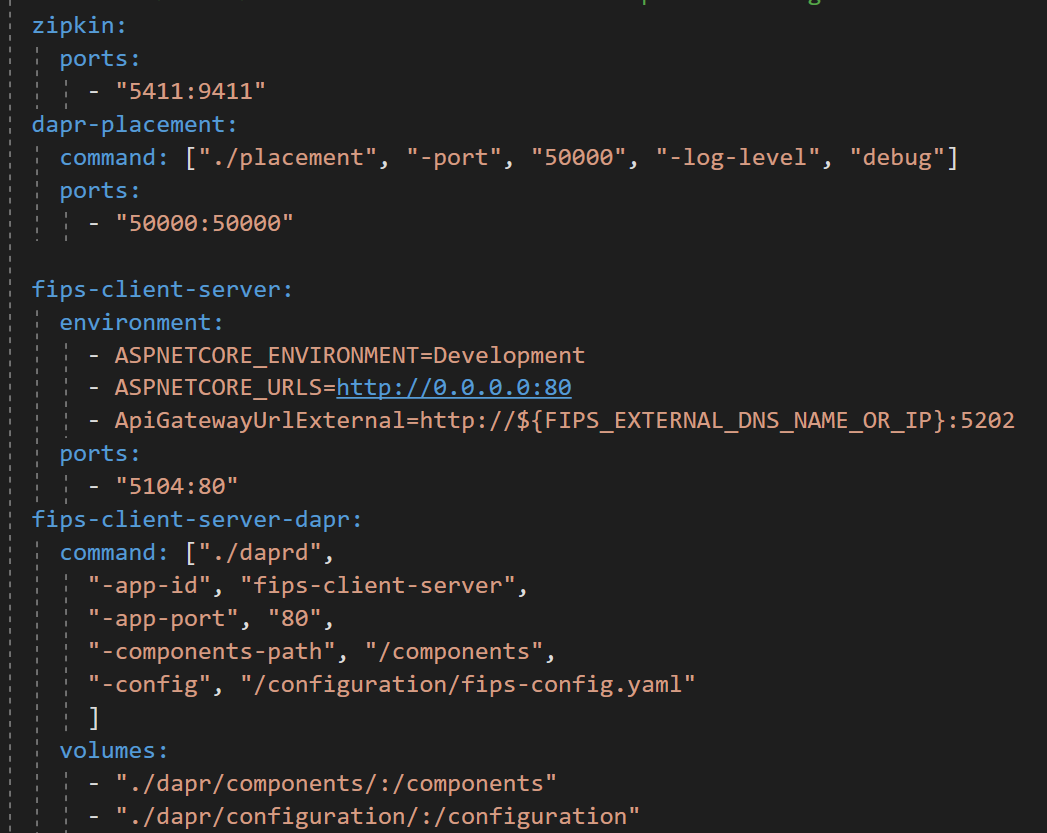 zipkin:
ports:
- "5411:9411"
dapr-placement:
command: ["./placement", "-port", "50000", "-log-level", "debug"]
ports:
- "50000:50000"
fips-client-server:
environment:
- ASPNETCORE_ENVIRONMENT=Development
- ASPNETCORE_URLS=http://0.0.0.0:80
- ApiGatewayUrlExternal=http://${FIPS_EXTERNAL_DNS_NAME_OR_IP}:5202
ports:
- "5104:80"
fips-client-server-dapr:
command: ["./daprd",
"-app-id", "fips-client-server",
"-app-port", "80",
"-components-path", "/components",
"-config", "/configuration/fips-config.yaml"
]
volumes:
- "./dapr/components/:/components"
- "./dapr/configuration/:/configuration"